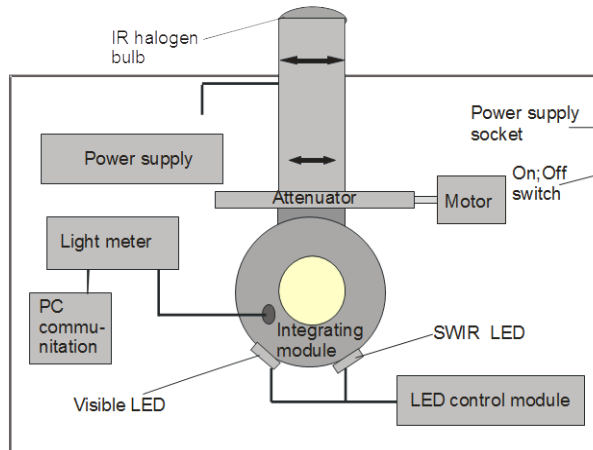 IR halogen
bulb
Power supply
socket
Power supply
On;Off
switch
Attenuator
Motor
Light meter
PC
commu-
nitation
Integrating
module
SWIR LED
Visible LED
LED control module